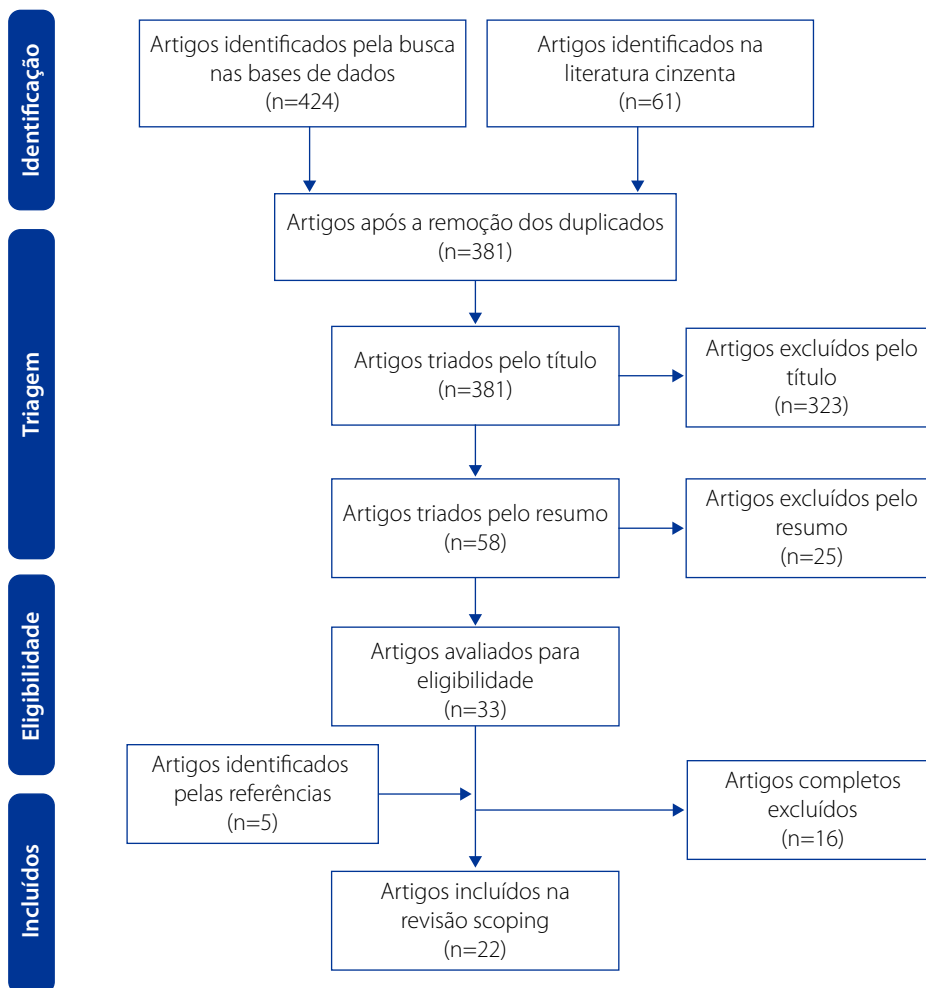 Identificação
Artigos identificados pela busca
nas bases de dados
(n=424)
Artigos identificados na
literatura cinzenta
(n=61)
Artigos após a remoção dos duplicados
(n=381)
Triagem
Artigos triados pelo título
(n=381)
Artigos excluídos pelo
título
(n=323)
Artigos triados pelo resumo
(n=58)
Artigos excluídos pelo
resumo
(n=25)
Eligibilidade
Artigos avaliados para
eligibilidade
(n=33)
Artigos identificados
pelas referências
(n=5)
Artigos completos
excluídos
(n=16)
Incluídos
Artigos incluídos na
revisão scoping
(n=22)